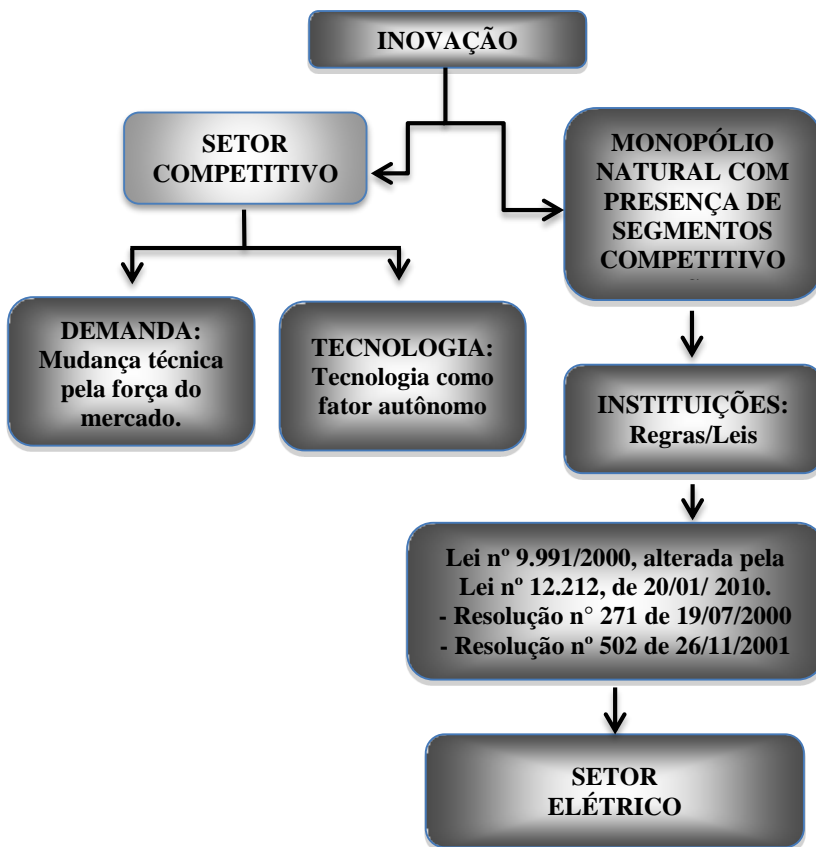 INOVAÇÃO
SETOR
COMPETITIVO
MONOPÓLIO
NATURAL COM
PRESENÇA DE
SEGMENTOS
COMPETITIVO
DEMANDA:
Mudança técnica
pela força do
mercado.
TECNOLOGIA:
Tecnologia como
fator autônomo
INSTITUIÇÕES:
Regras/Leis
Lei nº 9.991/2000, alterada pela
Lei nº 12.212, de 20/01/ 2010.
- Resolução n° 271 de 19/07/2000
- Resolução nº 502 de 26/11/2001
SETOR
ELÉTRICO